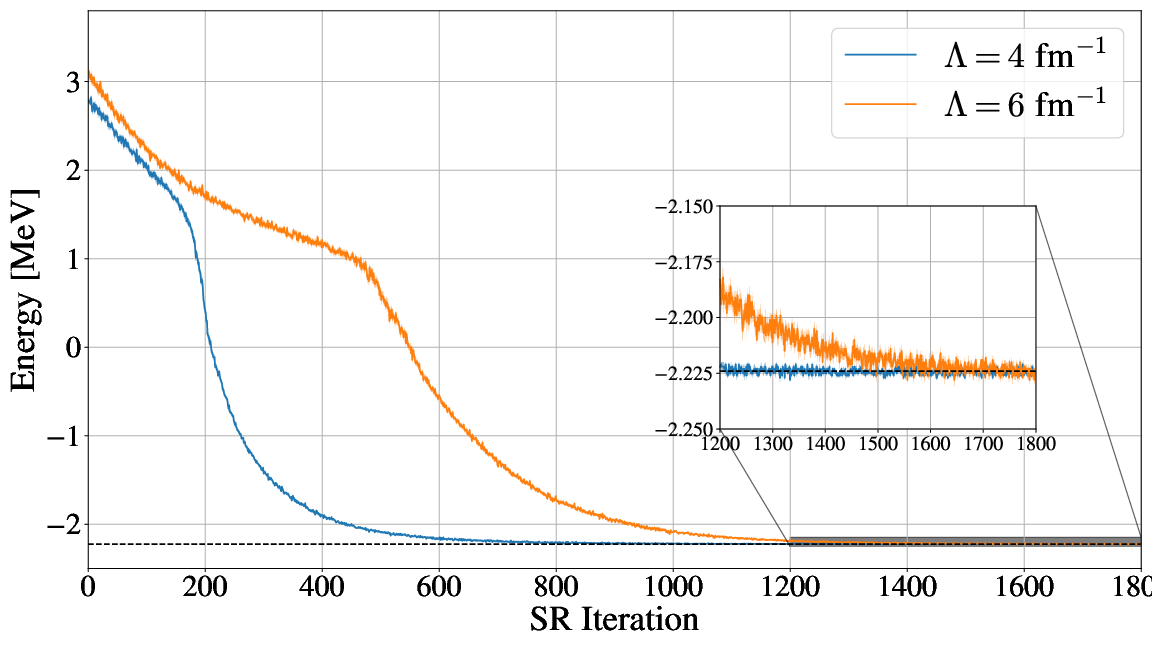 Λ = 4 fm⁻¹
Λ = 6 fm⁻¹
Energy [MeV]
3
2
1
0
−1
−2
−2.150
−2.175
−2.200
−2.225
−2.250
1200 1300 1400 1500 1600 1700 1800
0 200 400 600 800 1000 1200 1400 1600 180
SR Iteration